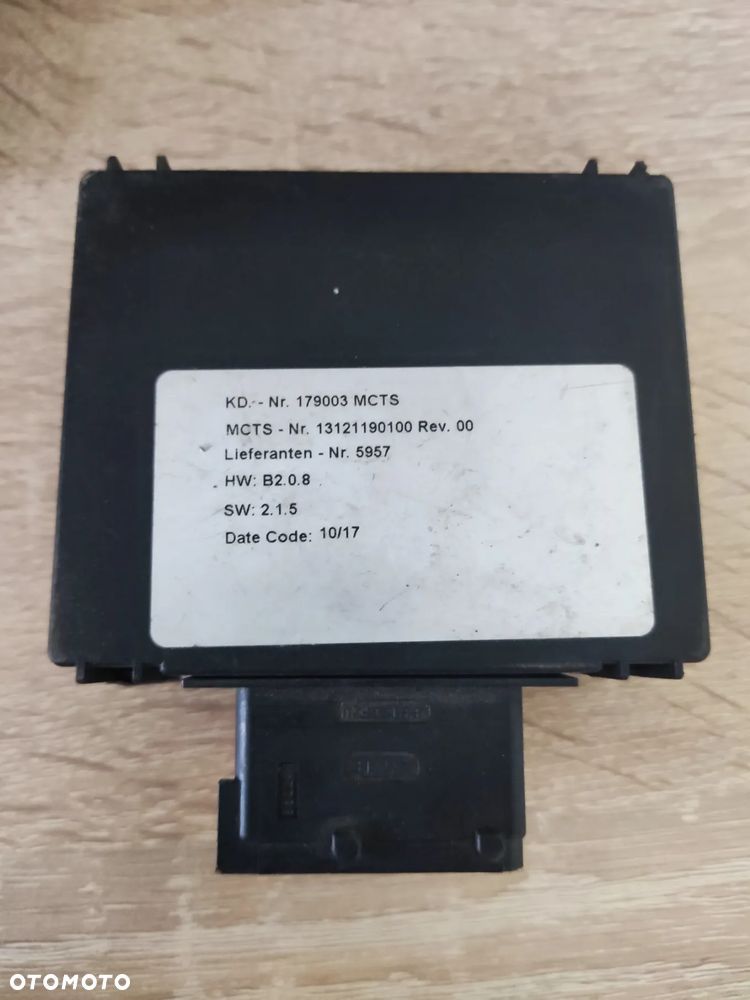 KD. - Nr. 179003 MCTS
MCTS - Nr. 13121190100 Rev. 00
Lieferanten - Nr. 5957
HW: B2.0.8
SW: 2.1.5
Date Code: 10/17
OTOMOTO